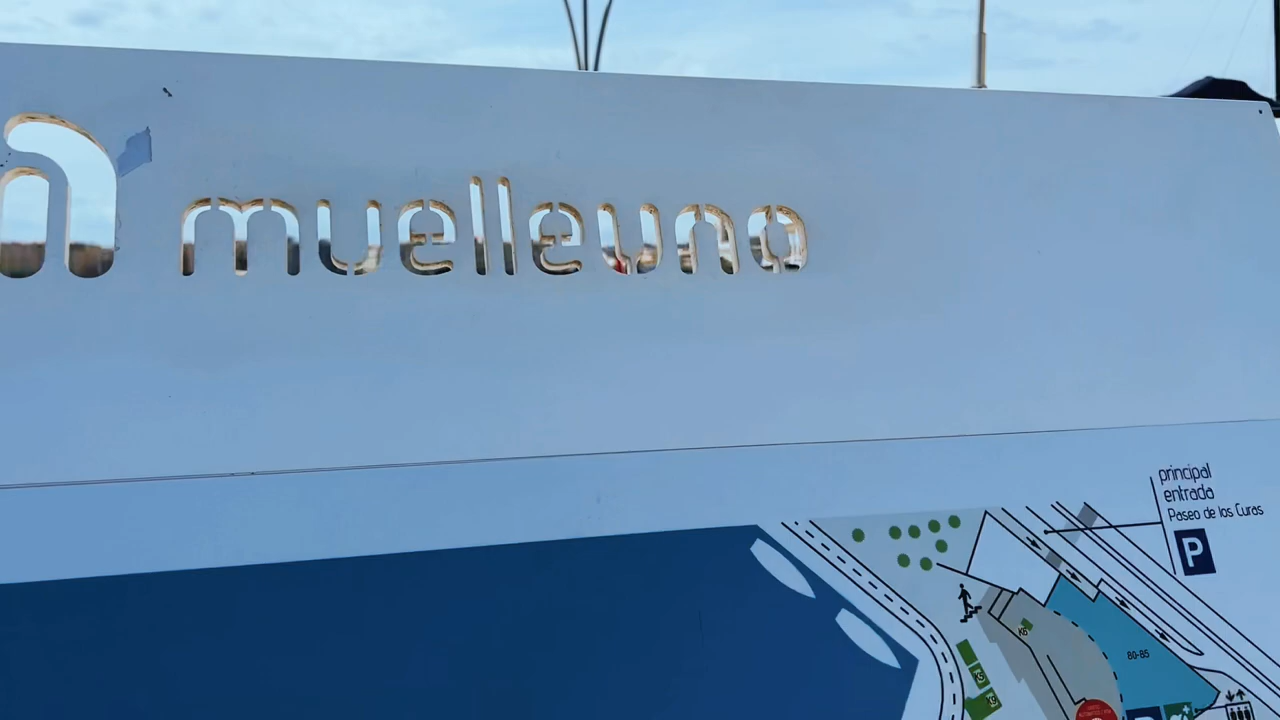 muelleuno
principal
entrada
Paseo de los Curas
P
80-85